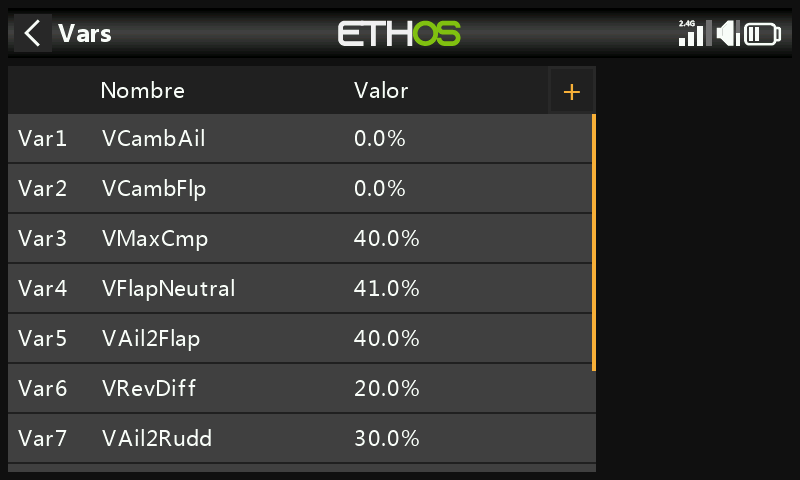 Vars
ETHOS
2.4G
Nombre Valor +
Var1 VCambAil 0.0%
Var2 VCambFlp 0.0%
Var3 VMaxCmp 40.0%
Var4 VFlapNeutral 41.0%
Var5 VAil2Flap 40.0%
Var6 VRevDiff 20.0%
Var7 VAil2Rudd 30.0%